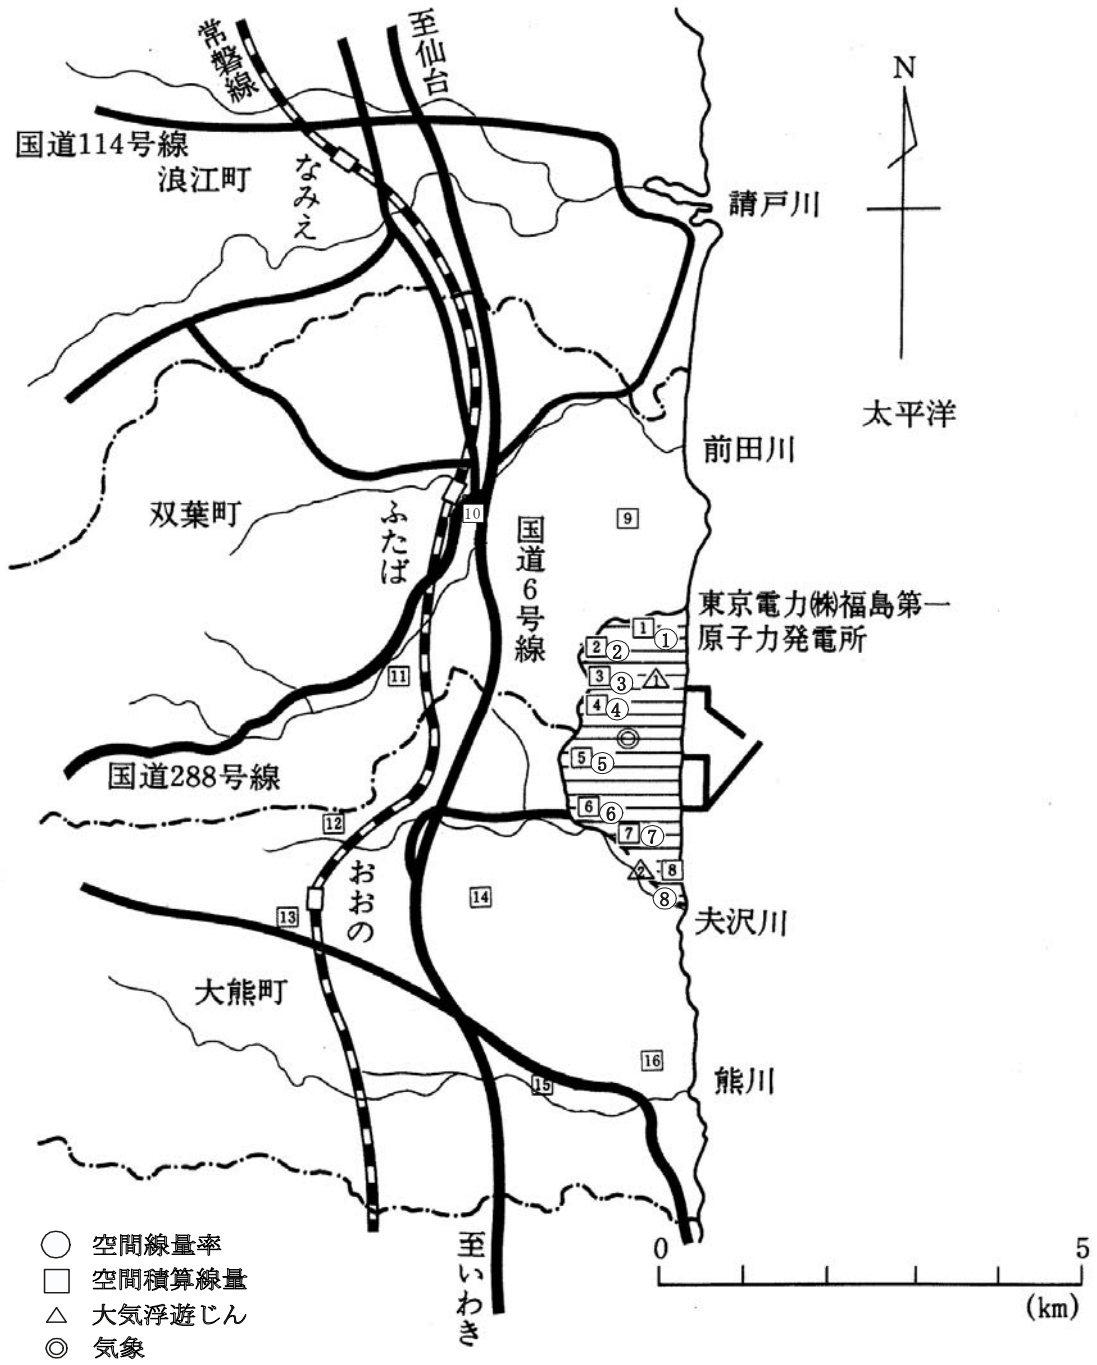 常磐線
至仙台
N
国道114号線
浪江町
なみえ
請戸川
太平洋
前田川
双葉町
ふたば
10
国道6号線
9
東京電力㈱福島第一
原子力発電所
1 ①
2 ②
3 ③ 1
4 ④
11
5 ⑤
国道288号線
6 ⑥
12
7 ⑦
2 8
⑧
おおの
14
13
夫沢川
大熊町
16
15
熊川
至いわき
0 5
(km)
○ 空間線量率
□ 空間積算線量
△ 大気浮遊じん
◎ 気象